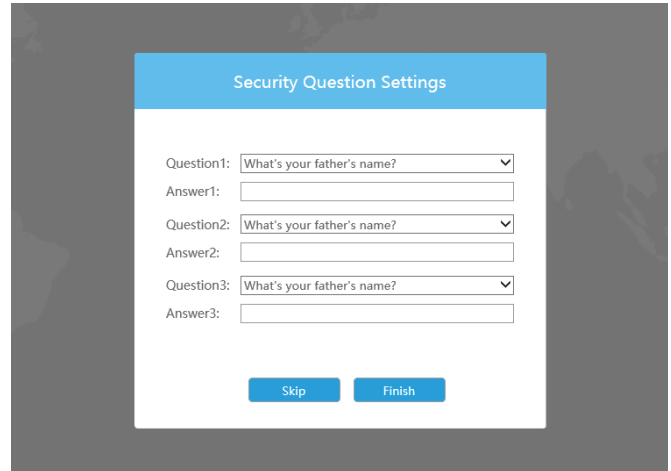 Security Question Settings
Question1: What's your father's name?
Answer1:
Question2: What's your father's name?
Answer2:
Question3: What's your father's name?
Answer3:
Skip Finish